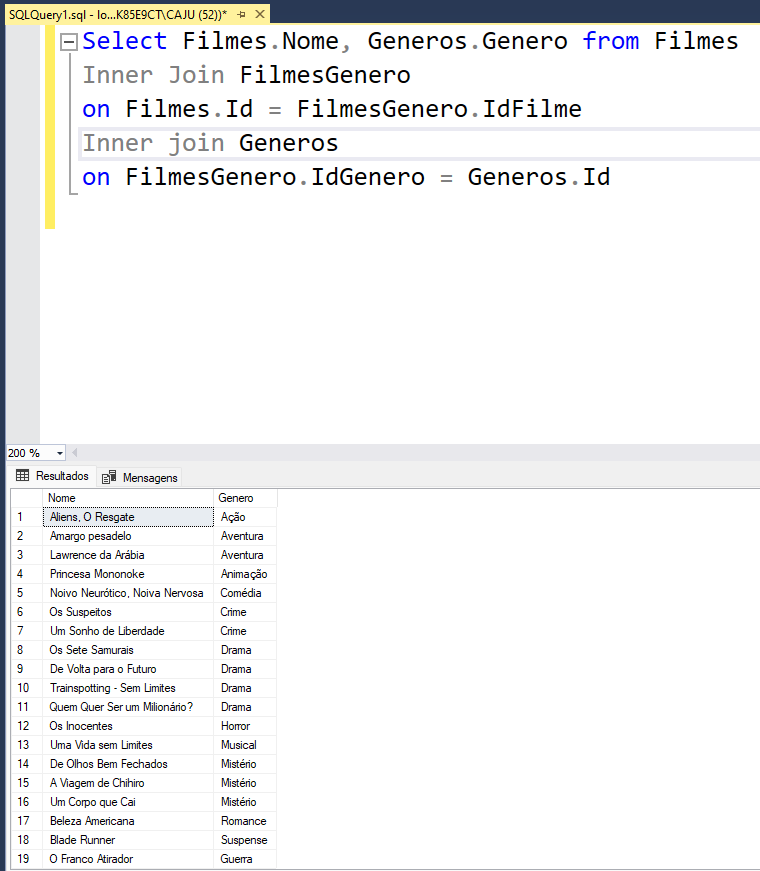 SQLQuery1.sql - lo...K85E9CT\CAJU (52))*
Select Filmes.Nome, Generos.Genero from Filmes
Inner Join FilmesGenero
on Filmes.Id = FilmesGenero.IdFilme
Inner join Generos
on FilmesGenero.IdGenero = Generos.Id
200 %
Resultados Mensagens
Nome Genero
1 Aliens, O Resgate Ação
2 Amargo pesadelo Aventura
3 Lawrence da Arábia Aventura
4 Princesa Mononoke Animação
5 Noivo Neurótico, Noiva Nervosa Comédia
6 Os Suspeitos Crime
7 Um Sonho de Liberdade Crime
8 Os Sete Samurais Drama
9 De Volta para o Futuro Drama
10 Trainspotting - Sem Limites Drama
11 Quem Quer Ser um Milionário? Drama
12 Os Inocentes Horror
13 Uma Vida sem Limites Musical
14 De Olhos Bem Fechados Mistério
15 A Viagem de Chihiro Mistério
16 Um Corpo que Cai Mistério
17 Beleza Americana Romance
18 Blade Runner Suspense
19 O Franco Atirador Guerra